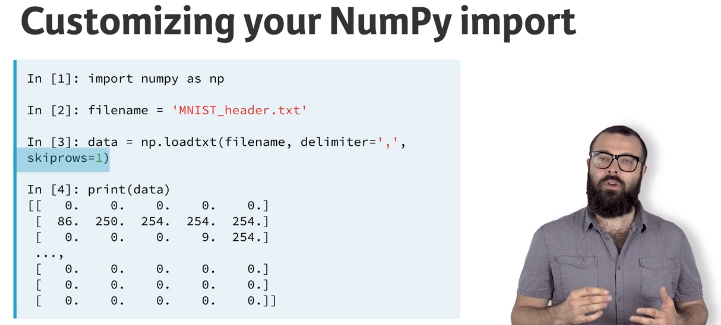 Customizing your NumPy import
In [1]: import numpy as np
In [2]: filename = 'MNIST_header.txt'
In [3]: data = np.loadtxt(filename, delimiter=',',
skiprows=1)
In [4]: print(data)
[[   0.    0.    0.    0.    0.]
 [  86.  250.  254.  254.  254.]
 [   0.    0.    0.    9.  254.]
 ...,
 [   0.    0.    0.    0.    0.]
 [   0.    0.    0.    0.    0.]
 [   0.    0.    0.    0.    0.]]